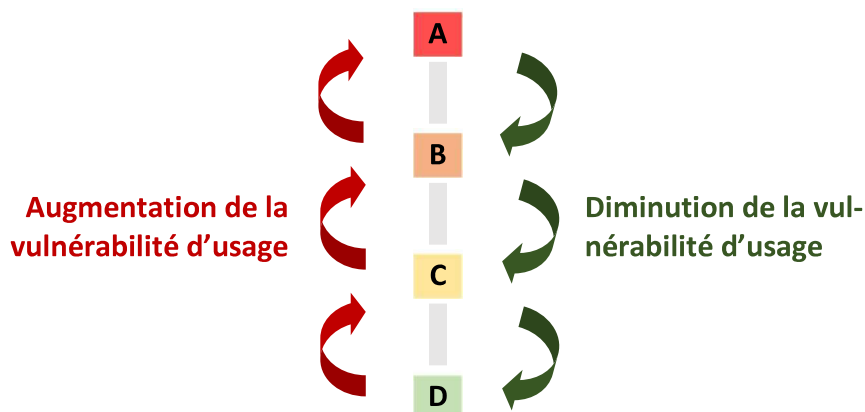 A
B
Augmentation de la
vulnérabilité d’usage
Diminution de la vul-
nérabilité d’usage
C
D